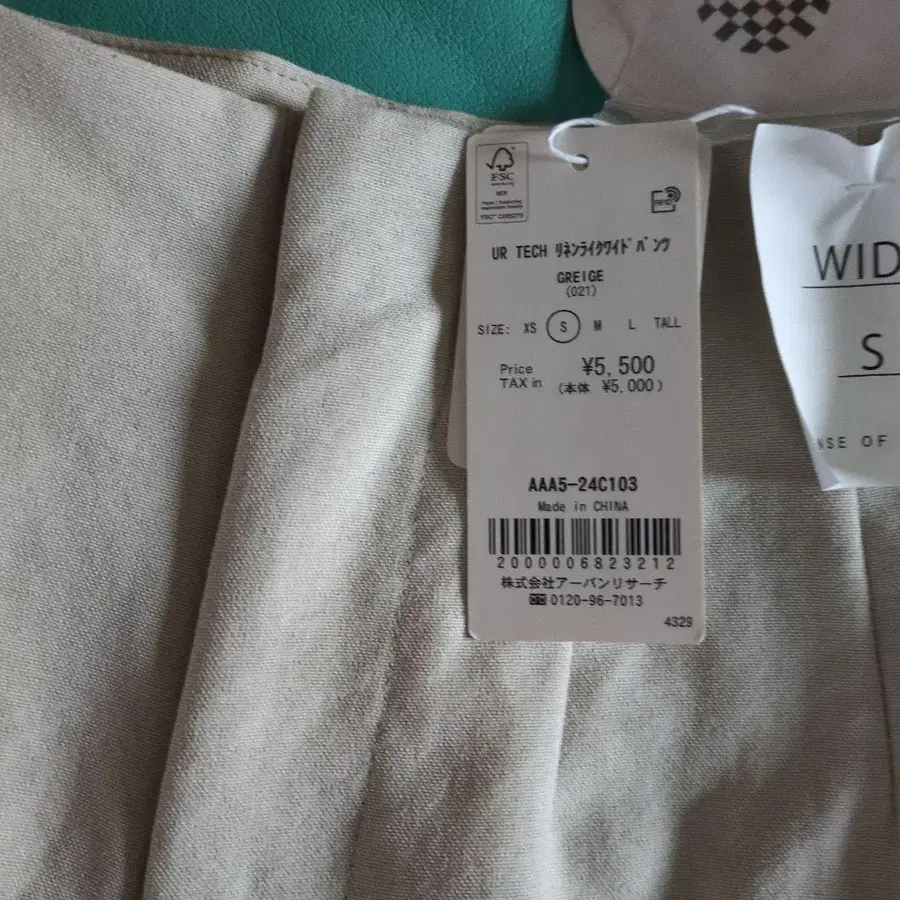 FSC
MIX
UR TECH リネンライクワイドパンツ
GREIGE
(021)
SIZE: XS S M L TALL
Price ¥5,500
TAX in (本体 ¥5,000)
AAA5-24C103
Made in CHINA
2000006823212
株式会社アーバンリサーチ
0120-96-7013
4329
WID
S
NSE OF